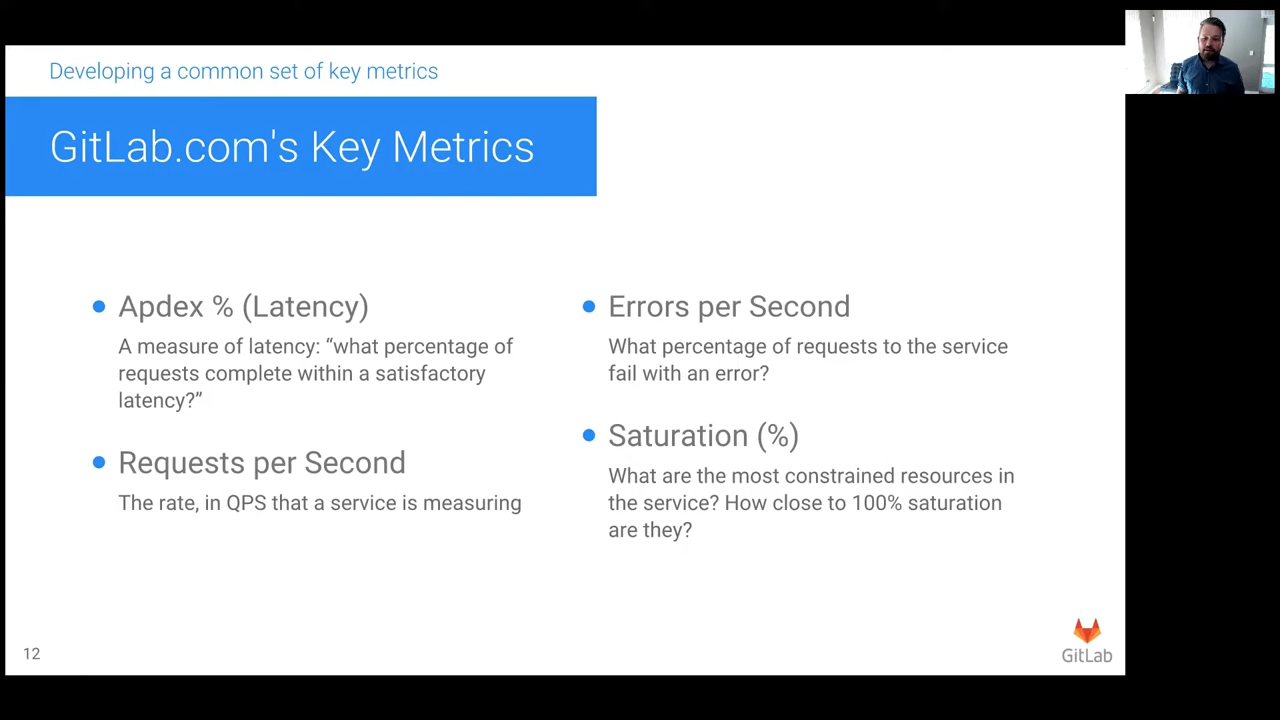 Developing a common set of key metrics
GitLab.com's Key Metrics
Apdex % (Latency)
A measure of latency: “what percentage of
requests complete within a satisfactory
latency?”
Requests per Second
The rate, in QPS that a service is measuring
Errors per Second
What percentage of requests to the service
fail with an error?
Saturation (%)
What are the most constrained resources in
the service? How close to 100% saturation
are they?
12
GitLab